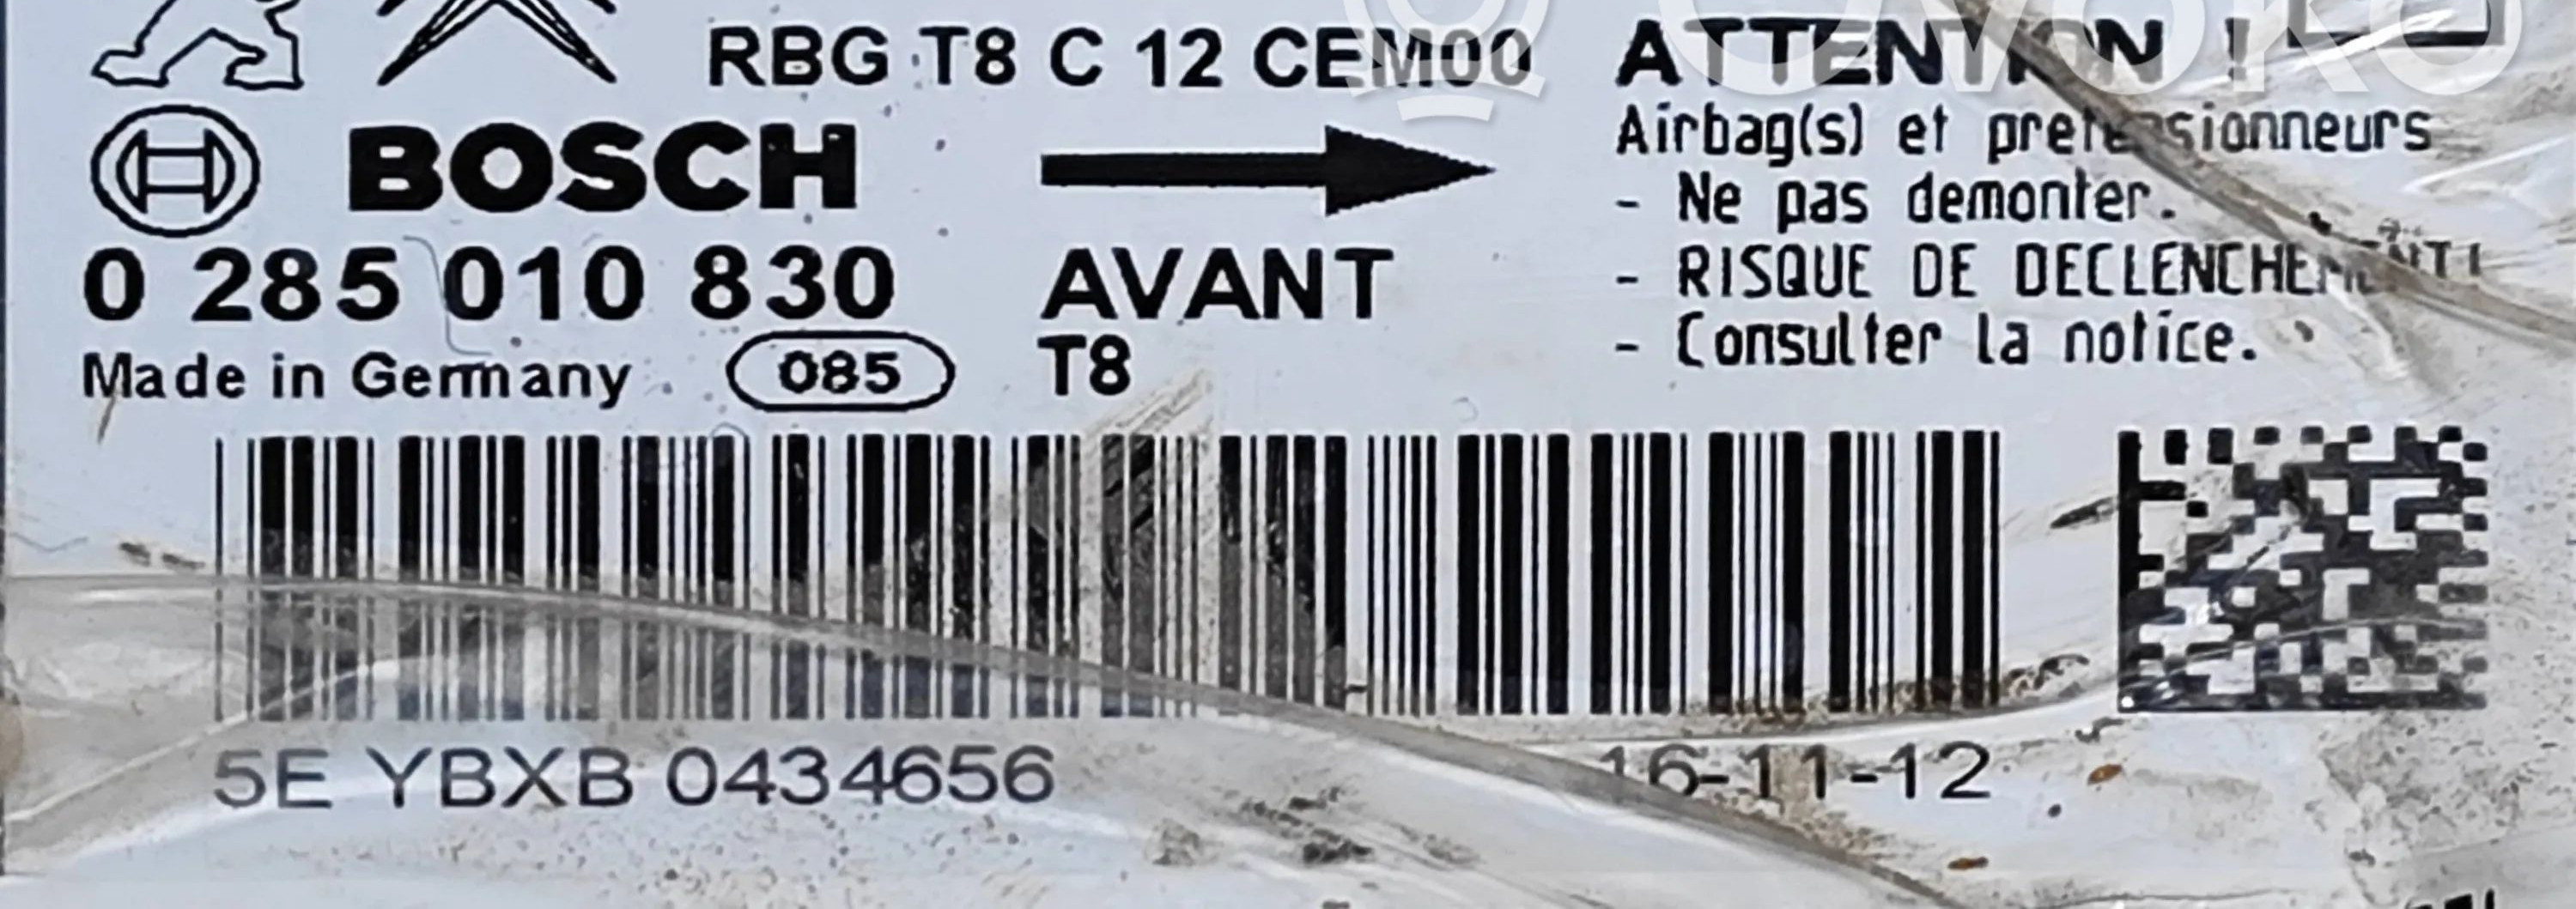 RBG T8 C 12 CEM00
BOSCH
0 285 010 830
Made in Germany
085
AVANT
T8
ATTENTION !
Airbag(s) et pretensionneurs
- Ne pas demonter.
- RISQUE DE DECLENCHEMENT!
- Consulter la notice.
5E YBXB 0434656
16-11-12
OVOKO